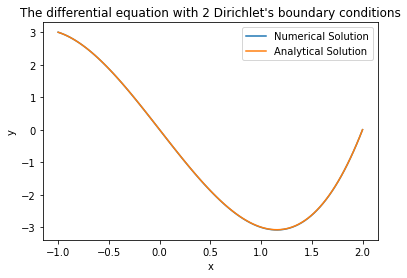 The differential equation with 2 Dirichlet's boundary conditions
Numerical Solution
Analytical Solution
3
2
1
0
−1
−2
−3
y
−1.0
−0.5
0.0
0.5
1.0
1.5
2.0
x